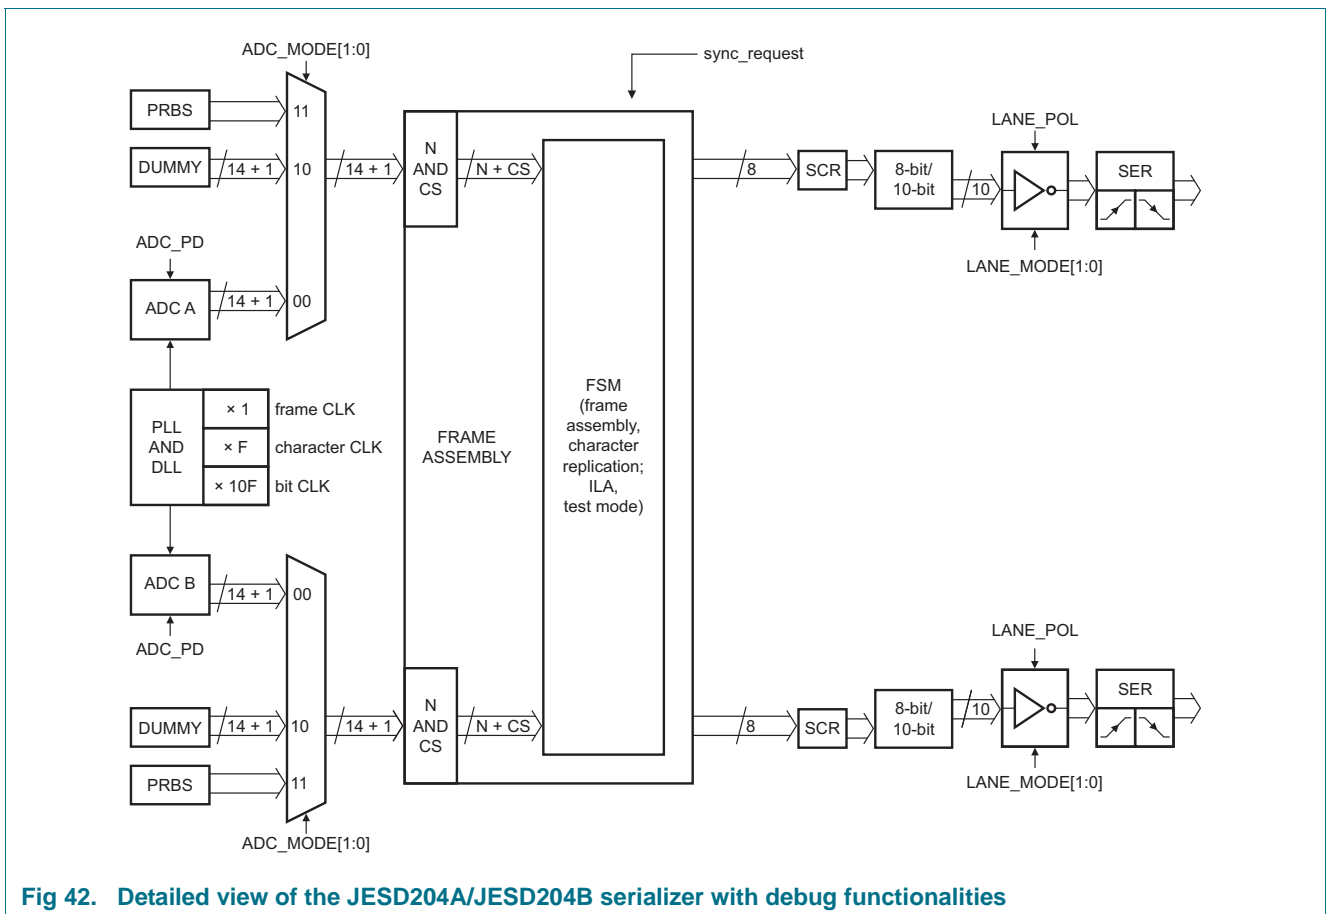 ADC_MODE[1:0]
sync_request
PRBS
11
DUMMY
14 + 1
10
14 + 1
N
AND
CS
N + CS
8
SCR
8-bit/
10-bit
10
LANE_POL
SER
LANE_MODE[1:0]
ADC_PD
ADC A
14 + 1
00
PLL
AND
DLL
× 1
frame CLK
× F
character CLK
× 10F
bit CLK
FRAME
ASSEMBLY
FSM
(frame
assembly,
character
replication;
ILA,
test mode)
ADC B
14 + 1
00
ADC_PD
DUMMY
14 + 1
10
14 + 1
N
AND
CS
N + CS
8
SCR
8-bit/
10-bit
10
LANE_POL
SER
LANE_MODE[1:0]
PRBS
11
ADC_MODE[1:0]
Fig 42. Detailed view of the JESD204A/JESD204B serializer with debug functionalities